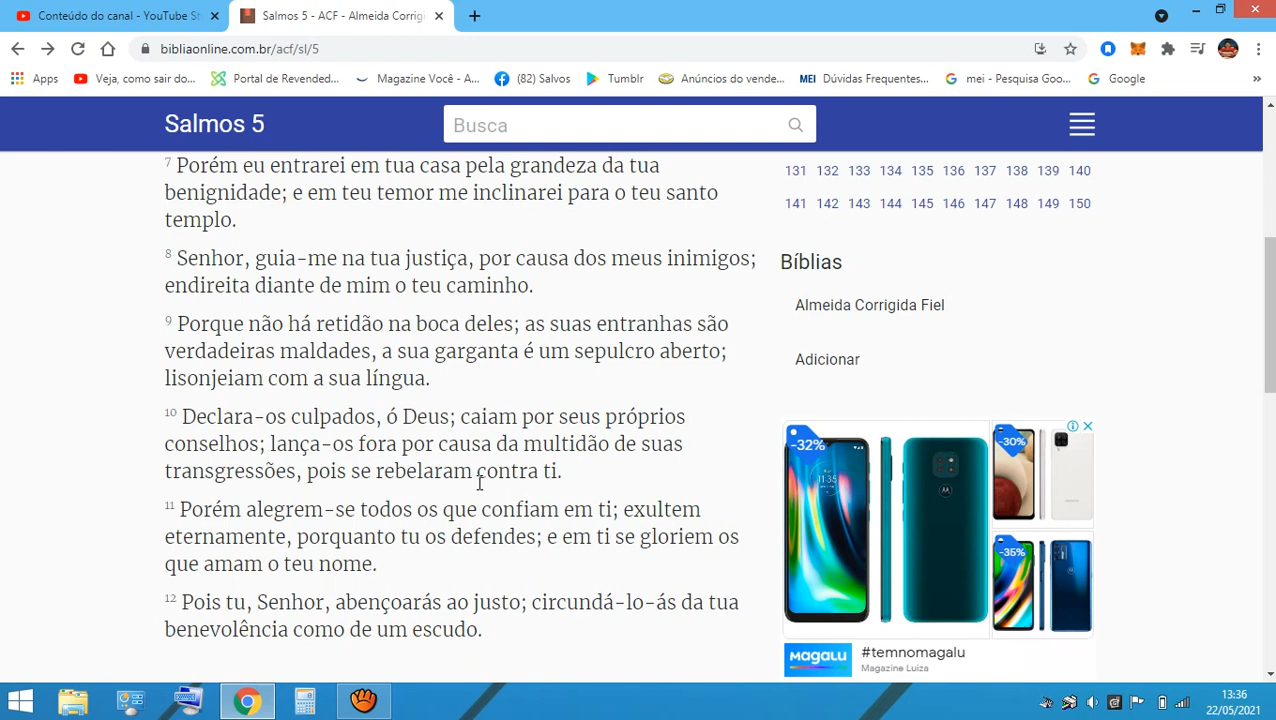 Conteúdo do canal - YouTube St
Salmos 5 - ACF - Almeida Corrigi
bibliaonline.com.br/acf/sl/5
Apps
Veja, como sair do...
Portal de Revended...
Magazine Você - A...
(82) Salvos
Tumblr
Anúncios do vende...
MEI Dúvidas Frequentes...
mei - Pesquisa Goo...
Google
»
Salmos 5
Busca
7 Porém eu entrarei em tua casa pela grandeza da tua
benignidade; e em teu temor me inclinarei para o teu santo
templo.
8 Senhor, guia-me na tua justiça, por causa dos meus inimigos;
endireita diante de mim o teu caminho.
9 Porque não há retidão na boca deles; as suas entranhas são
verdadeiras maldades, a sua garganta é um sepulcro aberto;
lisonjeiam com a sua língua.
10 Declara-os culpados, ó Deus; caiam por seus próprios
conselhos; lança-os fora por causa da multidão de suas
transgressões, pois se rebelaram contra ti.
11 Porém alegrem-se todos os que confiam em ti; exultem
eternamente, porquanto tu os defendes; e em ti se gloriem os
que amam o teu nome.
12 Pois tu, Senhor, abençoarás ao justo; circundá-lo-ás da tua
benevolência como de um escudo.
131 132 133 134 135 136 137 138 139 140
141 142 143 144 145 146 147 148 149 150
Bíblias
Almeida Corrigida Fiel
Adicionar
-32%
11:35
-30%
-35%
MAGALU
#temnomagalu
Magazine Luiza
13:36
22/05/2021